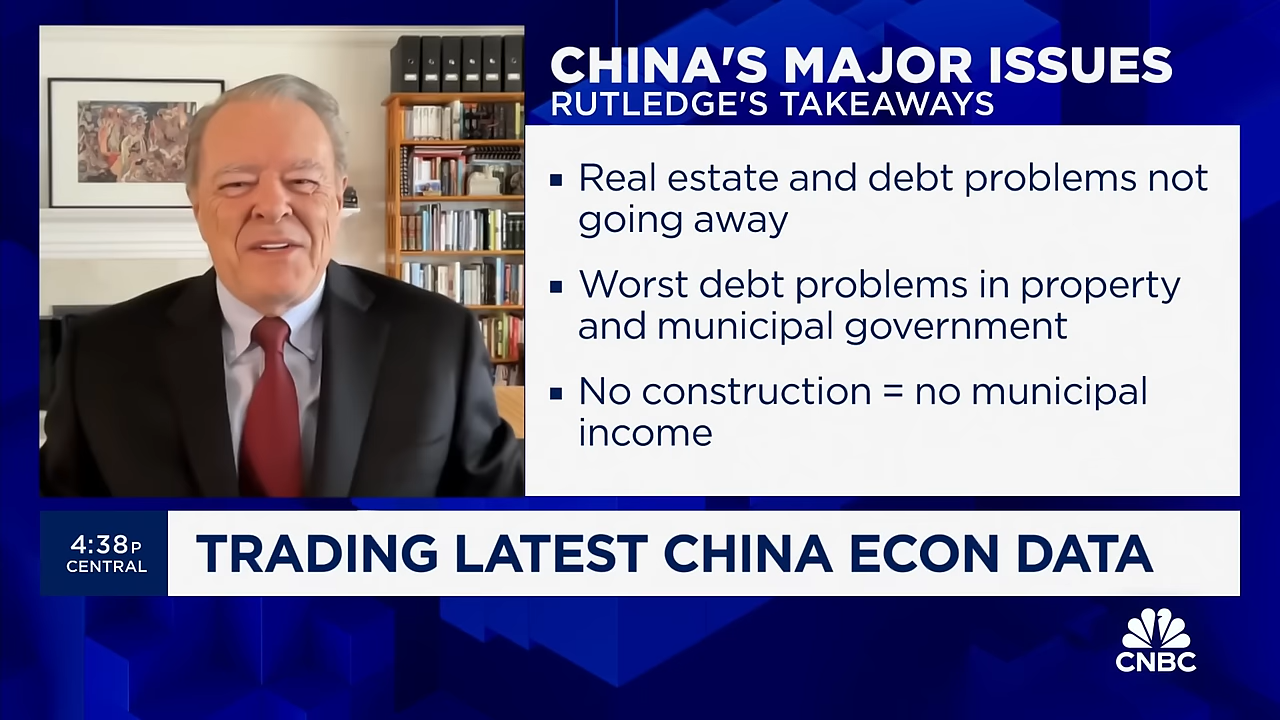 CHINA'S MAJOR ISSUES
RUTLEDGE'S TAKEAWAYS
▪ Real estate and debt problems not
going away
▪ Worst debt problems in property
and municipal government
▪ No construction = no municipal
income
4:38P
CENTRAL
TRADING LATEST CHINA ECON DATA
CNBC